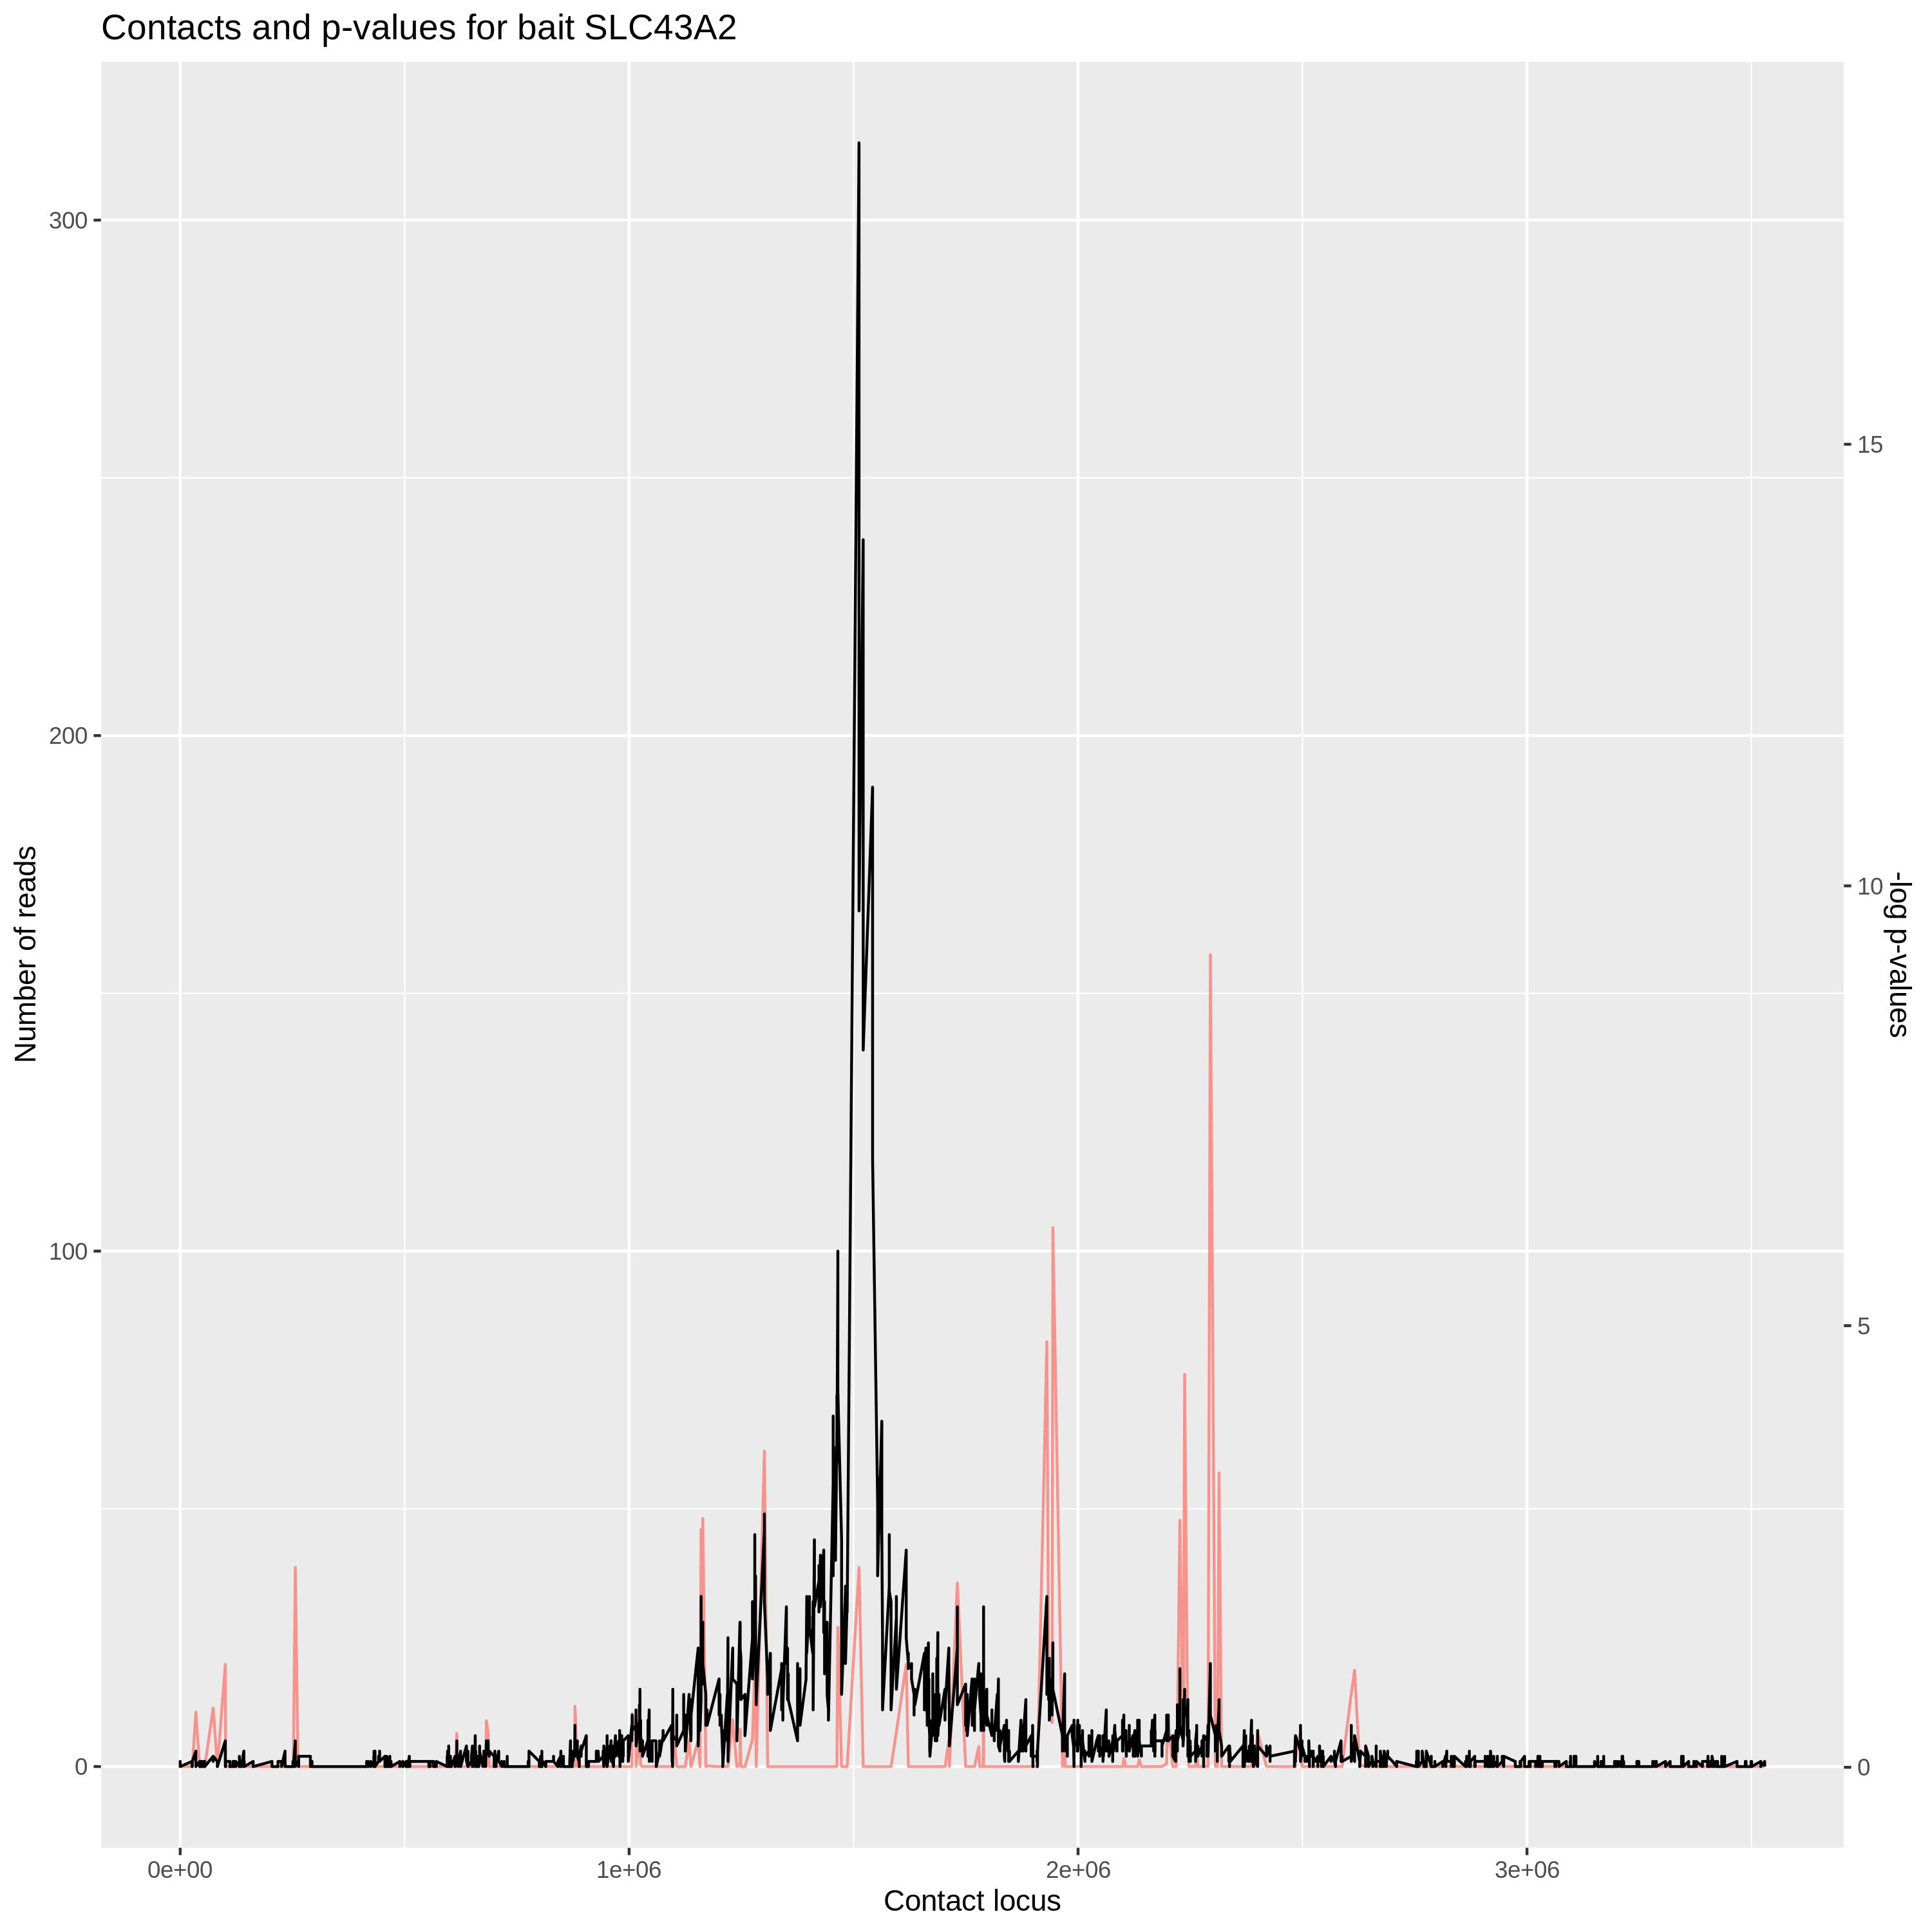 Contacts and p-values for bait SLC43A2
Number of reads
300
200
100
0
15
10
5
0
-log p-values
0e+00
1e+06
2e+06
3e+06
Contact locus